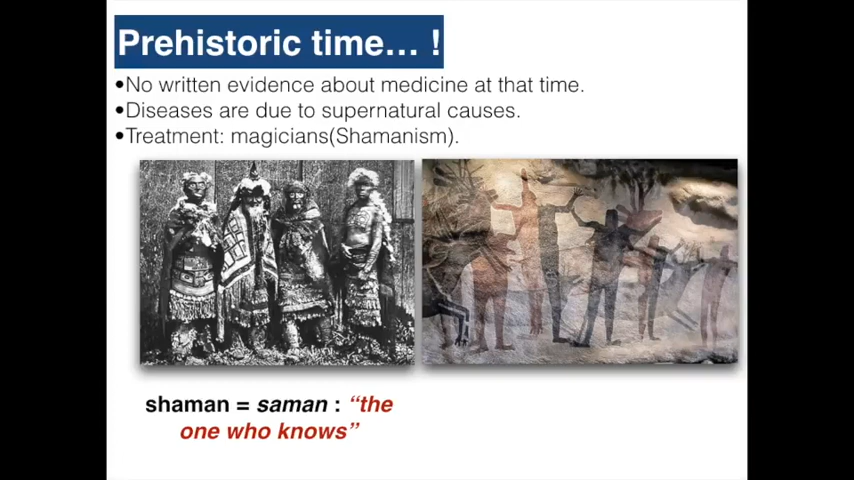 Prehistoric time… !
•No written evidence about medicine at that time.
•Diseases are due to supernatural causes.
•Treatment: magicians(Shamanism).
shaman = saman : “the
one who knows”